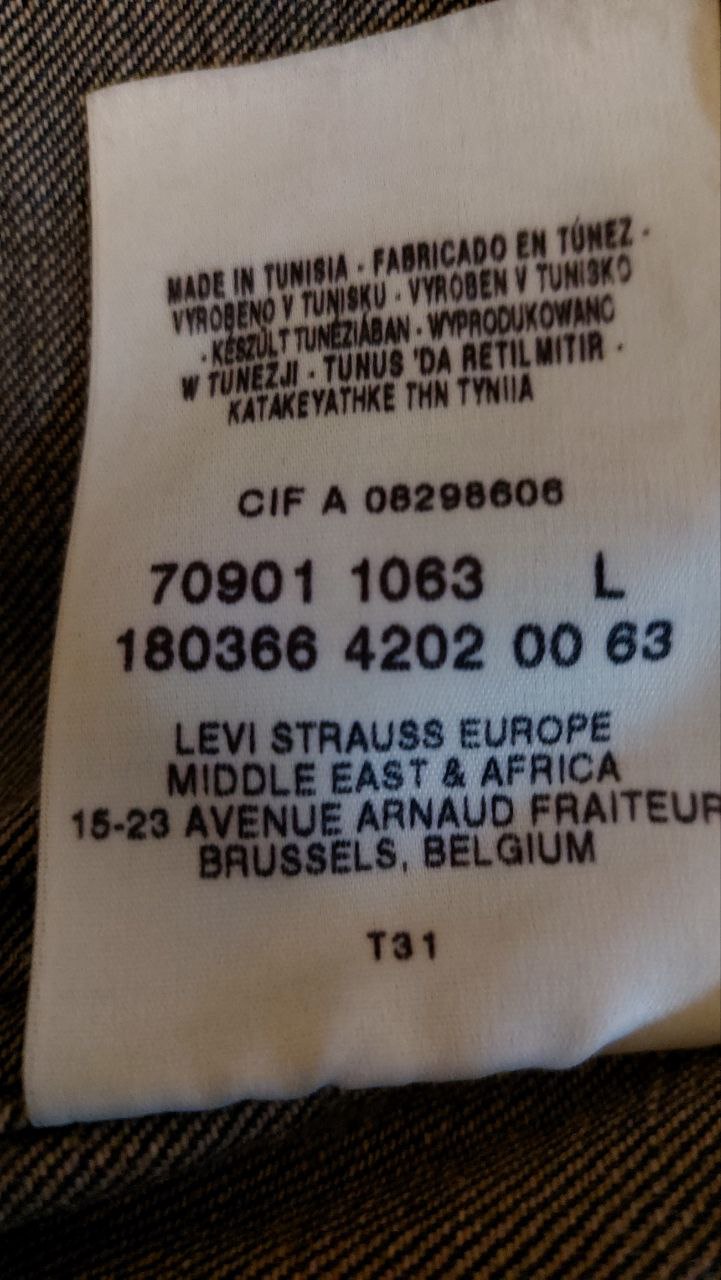 MADE IN TUNISIA · FABRICADO EN TÚNEZ ·
VYROBENO V TUNISKU · VYROBEN V TUNISKO
· KÉSZÜLT TUNÉZIÁBAN · WYPRODUKOWANO
W TUNEZJI · TUNUS 'DA RETILMITIR ·
KATAKEYATHKE THN TYNIIA
CIF A 08298606
70901 1063 L
180366 4202 00 63
LEVI STRAUSS EUROPE
MIDDLE EAST & AFRICA
15-23 AVENUE ARNAUD FRAITEUR
BRUSSELS, BELGIUM
T31